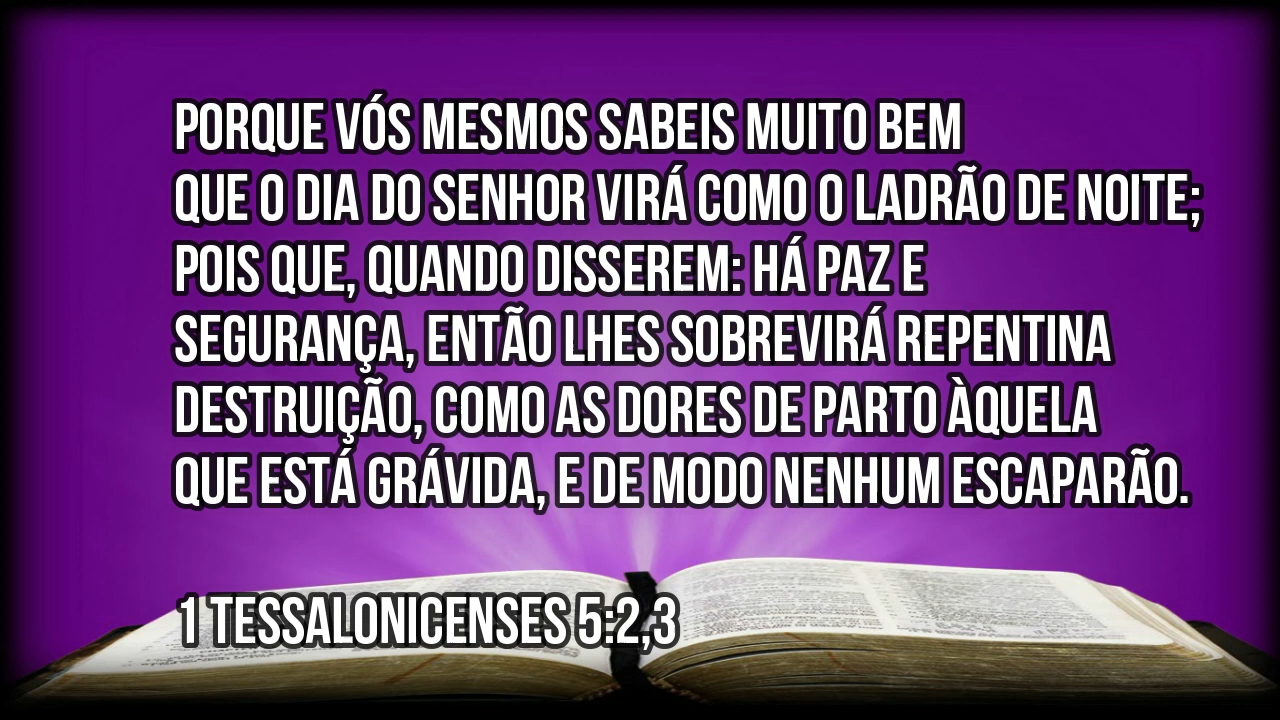 PORQUE VÓS MESMOS SABEIS MUITO BEM
QUE O DIA DO SENHOR VIRÁ COMO O LADRÃO DE NOITE;
POIS QUE, QUANDO DISSEREM: HÁ PAZ E
SEGURANÇA, ENTÃO LHES SOBREVIRÁ REPENTINA
DESTRUIÇÃO, COMO AS DORES DE PARTO ÀQUELA
QUE ESTÁ GRÁVIDA, E DE MODO NENHUM ESCAPARÃO.
1 TESSALONICENSES 5:2,3